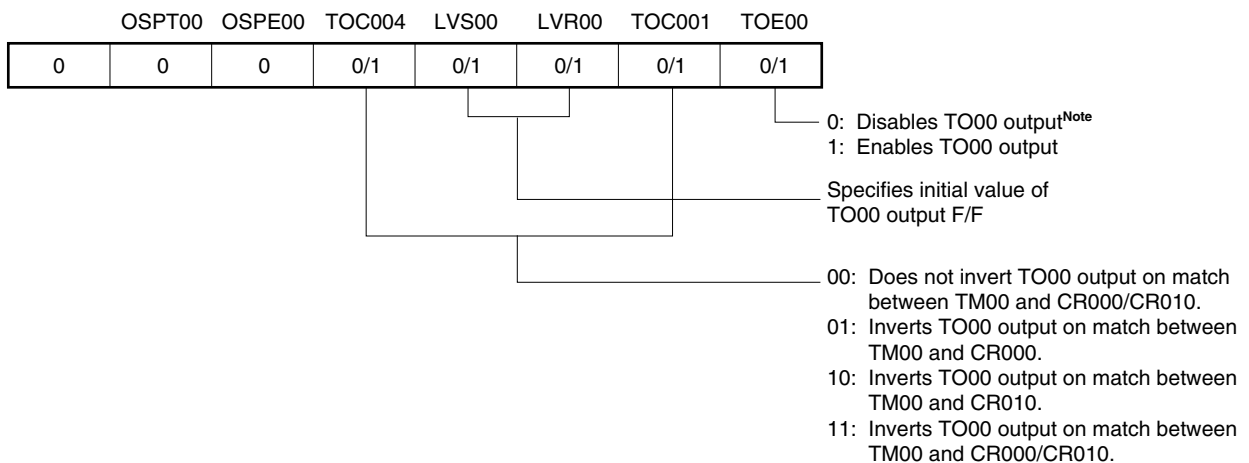 OSPT00 OSPE00 TOC004 LVS00 LVR00 TOC001 TOE00
0 0 0 0/1 0/1 0/1 0/1 0/1
0: Disables TO00 outputNote
1: Enables TO00 output
Specifies initial value of
TO00 output F/F
00: Does not invert TO00 output on match
between TM00 and CR000/CR010.
01: Inverts TO00 output on match between
TM00 and CR000.
10: Inverts TO00 output on match between
TM00 and CR010.
11: Inverts TO00 output on match between
TM00 and CR000/CR010.